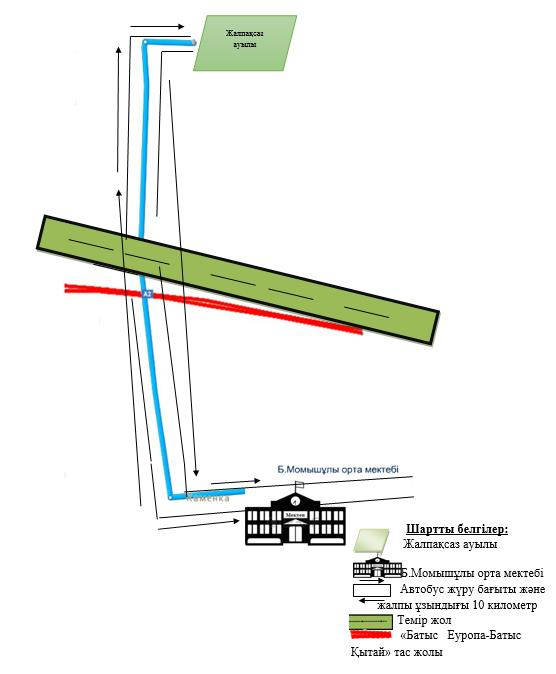 Жалпақсаз
ауылы
А2
Б.Момышұлы орта мектебі
Каменка
Мектеп
Шартты белгілер:
Жалпақсаз ауылы
Б.Момышұлы орта мектебі
Автобус жүру бағыты және
жалпы ұзындығы 10 километр
Темір жол
«Батыс Еуропа-Батыс
Қытай» тас жолы